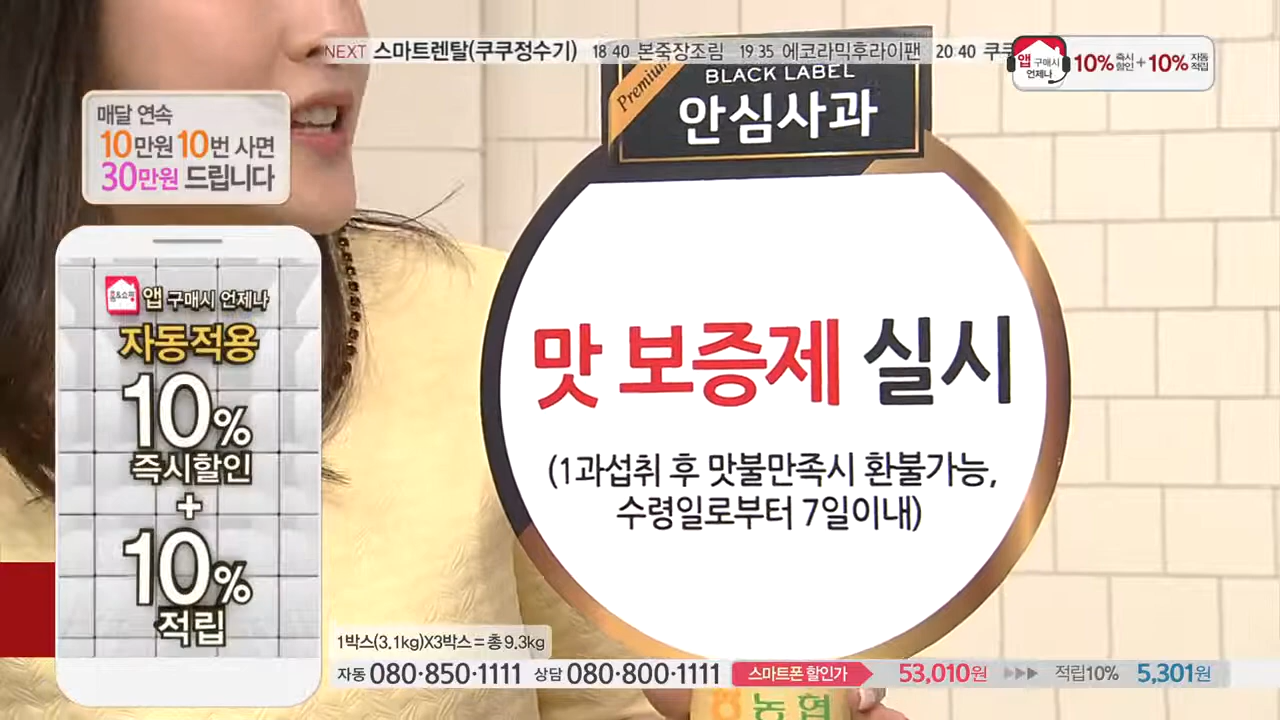 NEXT 스마트렌탈(쿠쿠정수기) 18 40 본죽장조림 19 35 에코라믹후라이팬 20 40 쿠쿠
앱 구매시
언제나
10% 즉시할인 + 10% 자동적립
매달 연속
10만원 10번 사면
30만원 드립니다
Premium
BLACK LABEL
안심사과
홈&쇼핑 앱 구매시 언제나
자동적용
10%
즉시할인
+
10%
적립
맛 보증제 실시
(1과섭취 후 맛불만족시 환불가능,
수령일로부터 7일이내)
1박스(3.1kg)X3박스=총 9.3kg
자동 080·850·1111 상담 080·800·1111 스마트폰 할인가 53,010원 적립10% 5,301원
농협